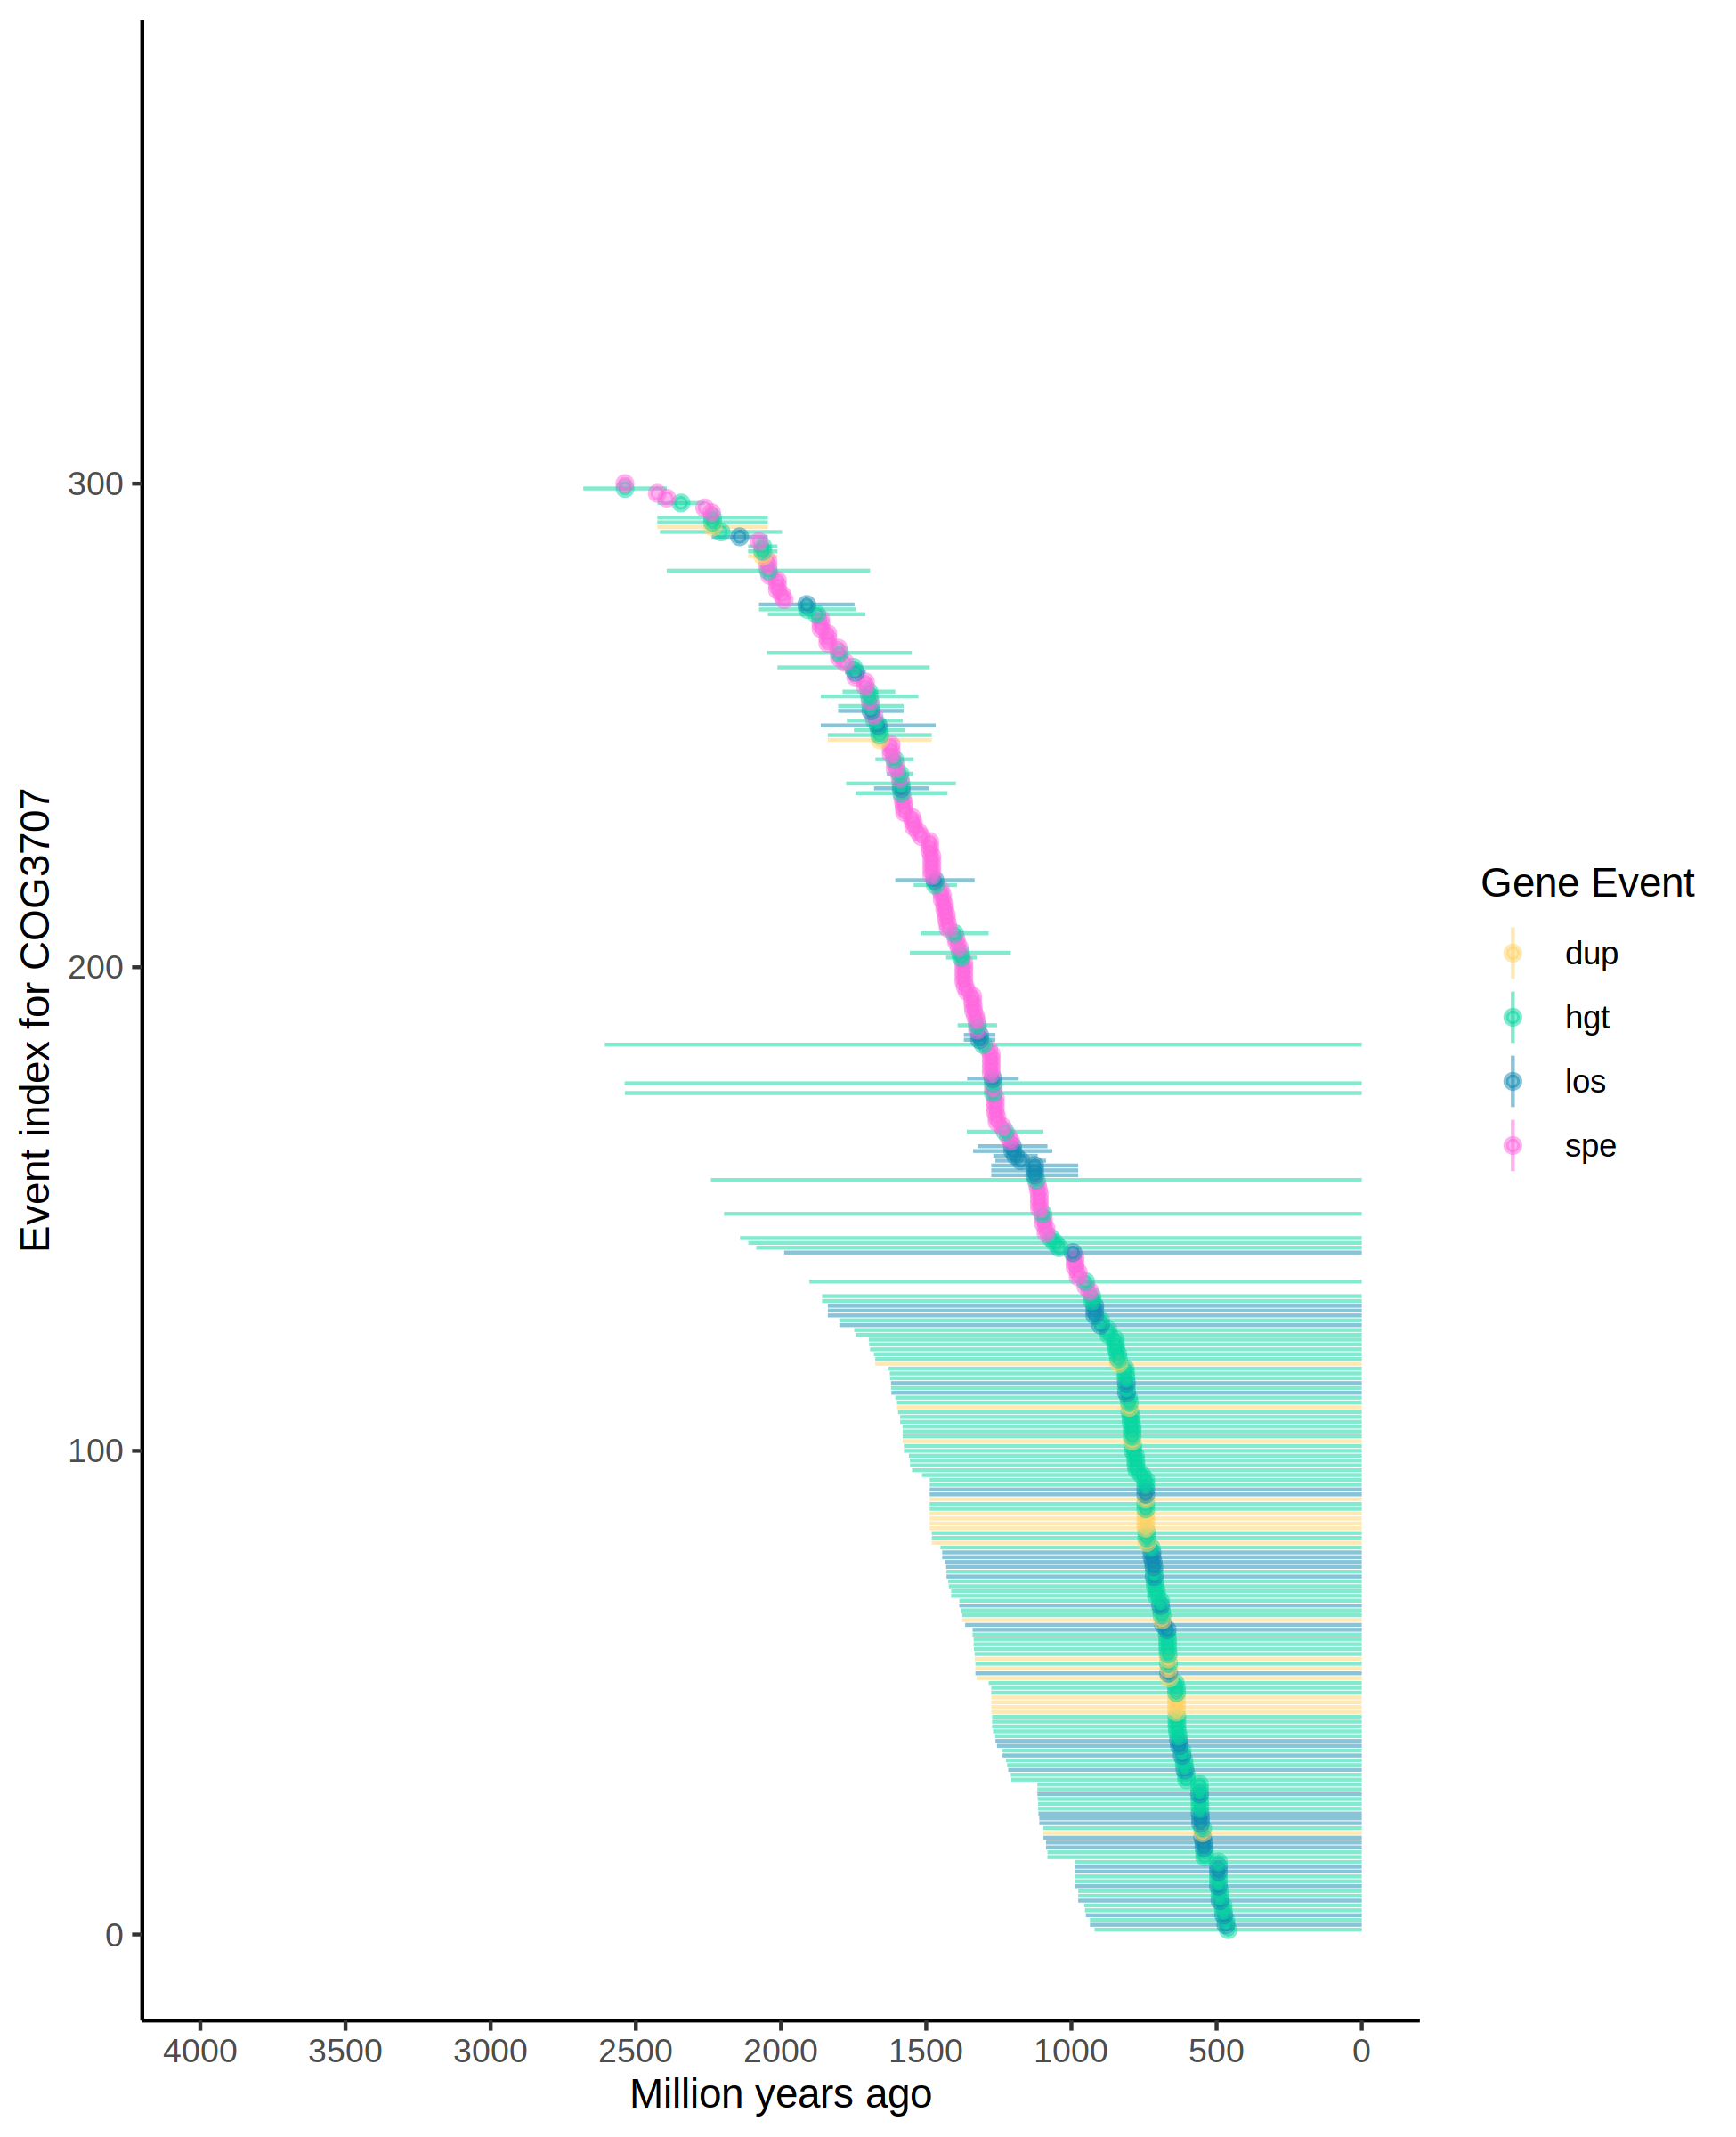 Event index for COG3707
300
200
100
0
4000 3500 3000 2500 2000 1500 1000 500 0
Million years ago
Gene Event
dup
hgt
los
spe